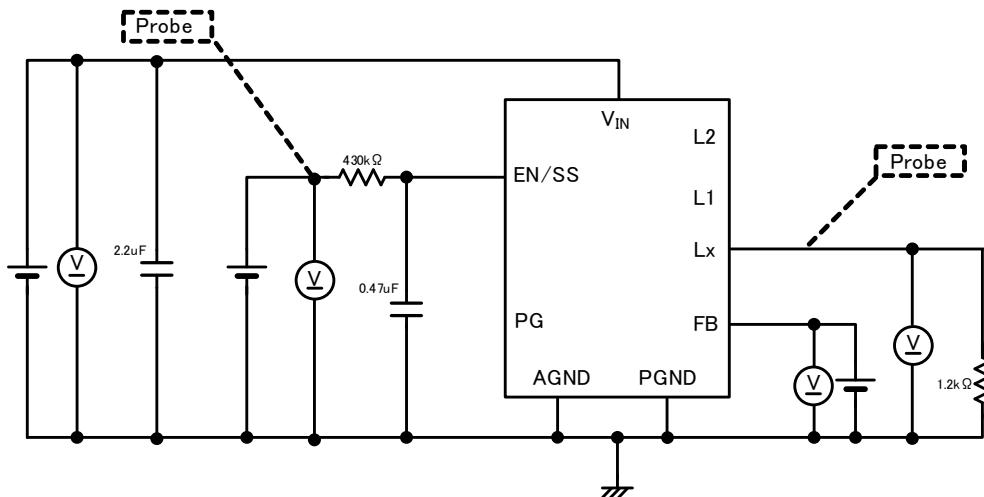 Probe
V_IN
L2
430kΩ
Probe
EN/SS
L1
2.2uF
V
V
Lx
0.47uF
PG
FB
V
V
1.2kΩ
AGND
PGND